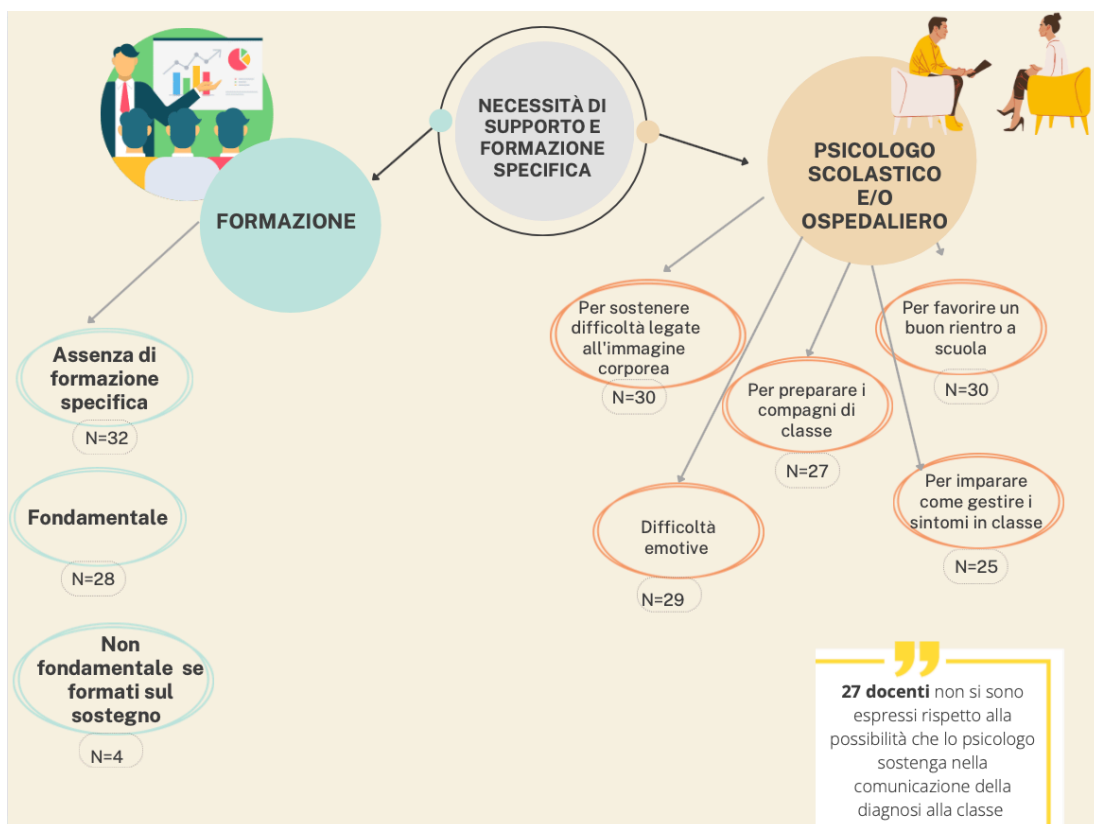 NECESSITÀ DI
SUPPORTO E
FORMAZIONE
SPECIFICA
FORMAZIONE
Assenza di
formazione
specifica
N=32
Fondamentale
N=28
Non
fondamentale se
formati sul
sostegno
N=4
PSICOLOGO
SCOLASTICO
E/O
OSPEDALIERO
Per sostenere
difficoltà legate
all'immagine
corporea
N=30
Difficoltà
emotive
N=29
Per preparare i
compagni di
classe
N=27
Per favorire un
buon rientro a
scuola
N=30
Per imparare
come gestire i
sintomi in classe
N=25
27 docenti non si sono
espressi rispetto alla
possibilità che lo psicologo
sostenga nella
comunicazione della
diagnosi alla classe